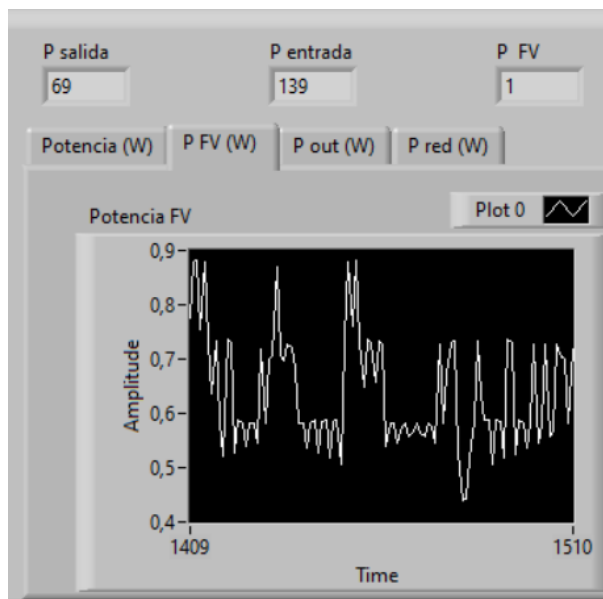 P salida P entrada P FV
69 139 1
Potencia (W) P FV (W) P out (W) P red (W)
Potencia FV Plot 0
0,9
0,8
0,7
0,6
0,5
0,4
Amplitude
1409 1510
Time